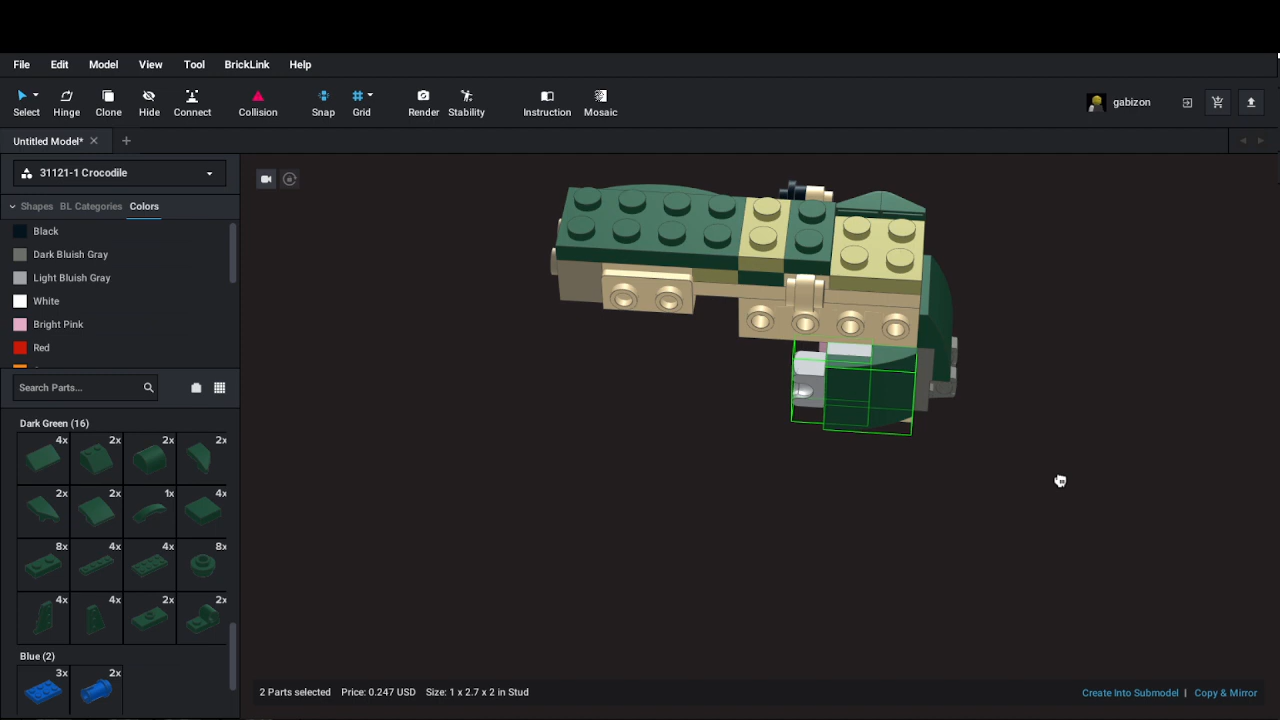 File Edit Model View Tool BrickLink Help
Select Hinge Clone Hide Connect Collision Snap Grid Render Stability Instruction Mosaic
gabizon
Untitled Model*
31121-1 Crocodile
Shapes BL Categories Colors
Black
Dark Bluish Gray
Light Bluish Gray
White
Bright Pink
Red
Search Parts...
Dark Green (16)
4x 2x 2x 2x
2x 2x 1x 4x
8x 4x 4x 8x
4x 4x 2x 2x
Blue (2)
3x 2x
2 Parts selected Price: 0.247 USD Size: 1 x 2.7 x 2 in Stud
Create Into Submodel | Copy & Mirror